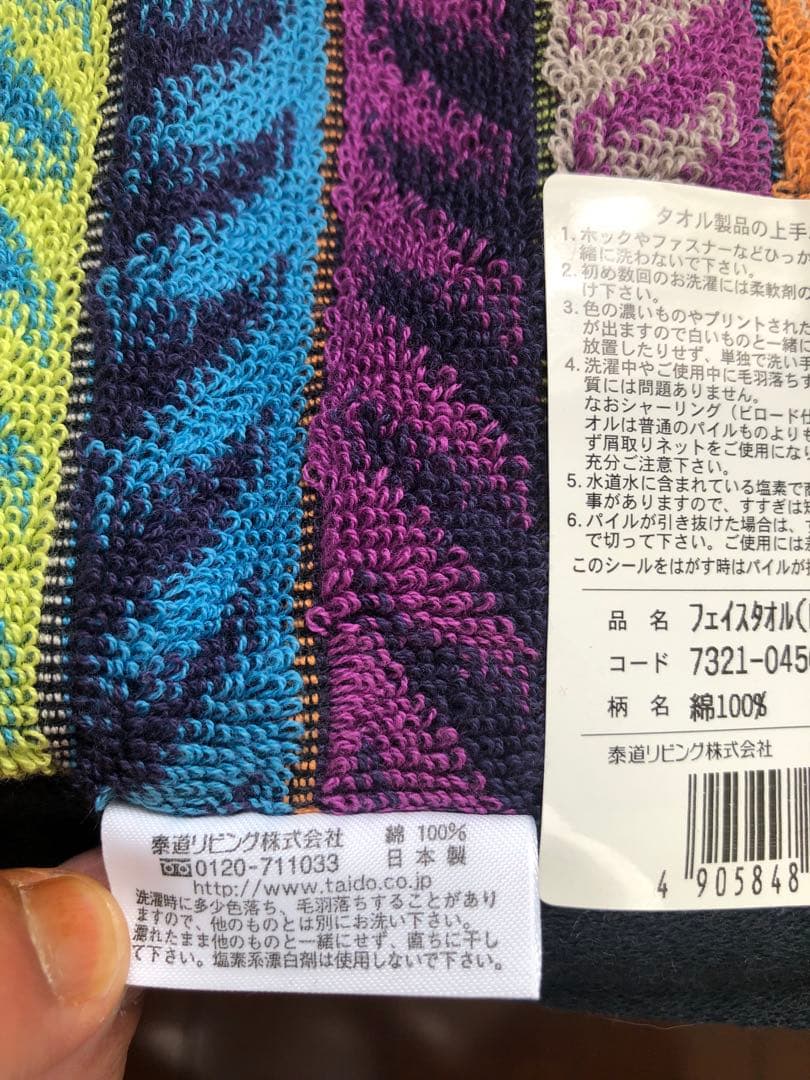 タオル製品の上手
1. ホックやファスナーなどひっか
緒に洗わないで下さい。
2. 初め数回のお洗濯には柔軟剤の
け下さい。
3. 色の濃いものやプリントされた
が出ますので白いものと一緒に
放置したりせず、単独で洗い手
4. 洗濯中やご使用中に毛羽落ちす
質には問題ありません。
なおシャーリング（ビロード仕
オルは普通のパイルものよりも
ず屑取りネットをご使用になり
充分ご注意下さい。
5. 水道水に含まれている塩素で
事がありますので、すすぎは
6. パイルが引き抜けた場合は、
で切って下さい。ご使用には
このシールをはがす時はパイルが
品 名 フェイスタオル(
コード 7321-045
柄 名 綿100%
泰道リビング株式会社
4 905848
泰道リビング株式会社 綿 100%
0120-711033 日本製
http://www.taido.co.jp
洗濯時に多少色落ち、毛羽落ちすることがあり
ますので、他のものとは別にお洗い下さい。
濡れたまま他のものと一緒にせず、直ちに干し
て下さい。塩素系漂白剤は使用しないで下さい。